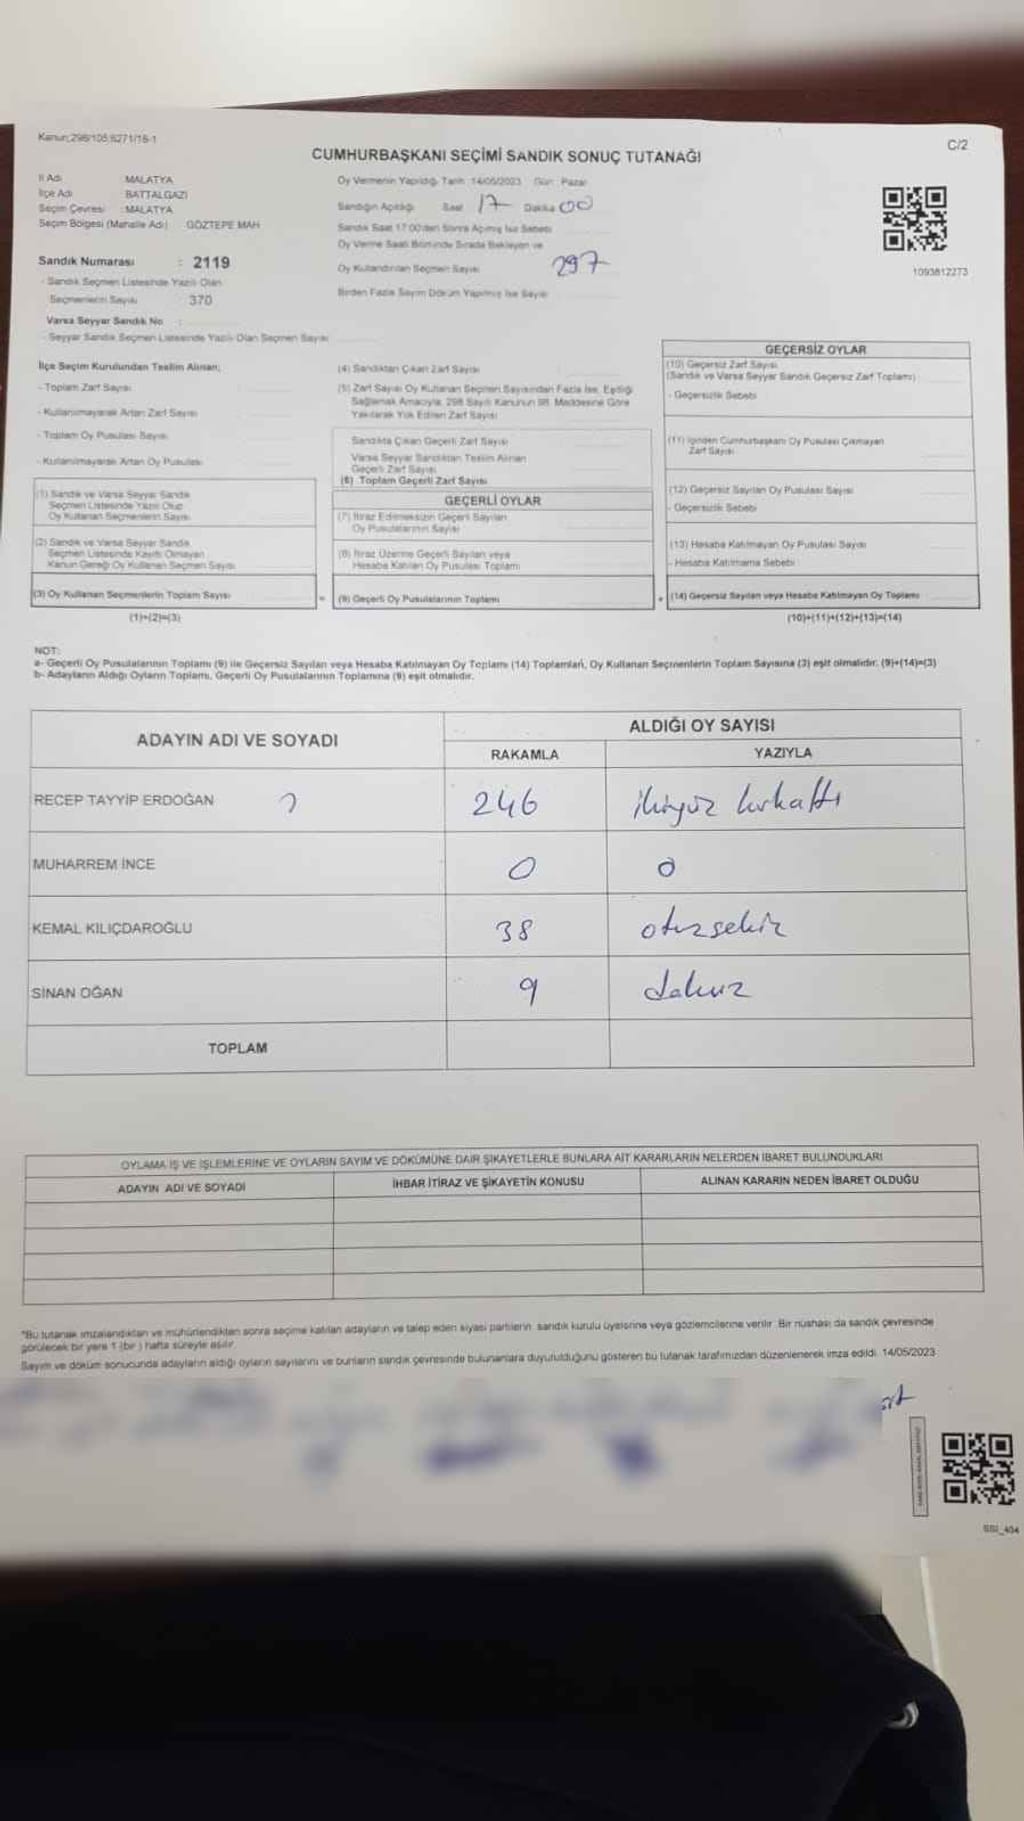 Kanun;298/105;6271/16-1
C/2
CUMHURBAŞKANI SEÇİMİ SANDIK SONUÇ TUTANAĞI
İl Adı MALATYA
İlçe Adı BATTALGAZİ
Seçim Çevresi : MALATYA
Seçim Bölgesi (Mahalle Adı) GÖZTEPE MAH
Sandık Numarası : 2119
- Sandık Seçmen Listesinde Yazılı Olan
Seçmenlerin Sayısı 370
Varsa Seyyar Sandık No :
- Seyyar Sandık Seçmen Listesinde Yazılı Olan Seçmen Sayısı
Oy Vermenin Yapıldığı Tarih :14/05/2023 Gün : Pazar
Sandığın Açıldığı Saat 17 Dakika 00
Sandık Saat 17:00'den Sonra Açılmış İse Sebebi
Oy Verme Saati Bitiminde Sırada Bekleyen ve
Oy Kullandırılan Seçmen Sayısı 297
Birden Fazla Sayım Döküm Yapılmış İse Sayısı
1093812273
İlçe Seçim Kurulundan Teslim Alınan;
- Toplam Zarf Sayısı
- Kullanılmayarak Artan Zarf Sayısı
- Toplam Oy Pusulası Sayısı
- Kullanılmayarak Artan Oy Pusulası
(1) Sandık ve Varsa Seyyar Sandık
Seçmen Listesinde Yazılı Olup
Oy Kullanan Seçmenlerin Sayısı
(2) Sandık ve Varsa Seyyar Sandık
Seçmen Listesinde Kayıtlı Olmayan
Kanun Gereği Oy Kullanan Seçmen Sayısı
(3) Oy Kullanan Seçmenlerin Toplam Sayısı
(1)+(2)=(3)
(4) Sandıktan Çıkan Zarf Sayısı
(5) Zarf Sayısı Oy Kullanan Seçmen Sayısından Fazla İse, Eşitliği
Sağlamak Amacıyla, 298 Sayılı Kanunun 98. Maddesine Göre
Yakılarak Yok Edilen Zarf Sayısı
Sandıkta Çıkan Geçerli Zarf Sayısı
Varsa Seyyar Sandıktan Teslim Alınan
Geçerli Zarf Sayısı
(6) Toplam Geçerli Zarf Sayısı
GEÇERLİ OYLAR
(7) İtiraz Edilmeksizin Geçerli Sayılan
Oy Pusulalarının Sayısı
(8) İtiraz Üzerine Geçerli Sayılan veya
Hesaba Katılan Oy Pusulası Toplamı
= (9) Geçerli Oy Pusulalarının Toplamı
GEÇERSİZ OYLAR
(10) Geçersiz Zarf Sayısı
(Sandık ve Varsa Seyyar Sandık Geçersiz Zarf Toplamı)
- Geçersizlik Sebebi
(11) İçinden Cumhurbaşkanı Oy Pusulası Çıkmayan
Zarf Sayısı
(12) Geçersiz Sayılan Oy Pusulası Sayısı
- Geçersizlik Sebebi
(13) Hesaba Katılmayan Oy Pusulası Sayısı
- Hesaba Katılmama Sebebi
+ (14) Geçersiz Sayılan veya Hesaba Katılmayan Oy Toplamı
(10)+(11)+(12)+(13)=(14)
NOT:
a- Geçerli Oy Pusulalarının Toplamı (9) ile Geçersiz Sayılan veya Hesaba Katılmayan Oy Toplamı (14) Toplamları, Oy Kullanan Seçmenlerin Toplam Sayısına (3) eşit olmalıdır. (9)+(14)=(3)
b- Adayların Aldığı Oyların Toplamı, Geçerli Oy Pusulalarının Toplamına (9) eşit olmalıdır.
ADAYIN ADI VE SOYADI
ALDIĞI OY SAYISI
RAKAMLA YAZIYLA
RECEP TAYYİP ERDOĞAN 246 ikiyüz kırkaltı
MUHARREM İNCE 0 0
KEMAL KILIÇDAROĞLU 38 otuzsekiz
SİNAN OĞAN 9 dokuz
TOPLAM
OYLAMA İŞ VE İŞLEMLERİNE VE OYLARIN SAYIM VE DÖKÜMÜNE DAİR ŞİKAYETLERLE BUNLARA AİT KARARLARIN NELERDEN İBARET BULUNDUKLARI
ADAYIN ADI VE SOYADI İHBAR İTİRAZ VE ŞİKAYETİN KONUSU ALINAN KARARIN NEDEN İBARET OLDUĞU
*Bu tutanak imzalandıktan ve mühürlendikten sonra seçime katılan adayların ve talep eden siyasi partilerin sandık kurulu üyelerine veya gözlemcilerine verilir. Bir nüshası da sandık çevresinde
görülecek bir yere 1 (bir ) hafta süreyle asılır.
Sayım ve döküm sonucunda adayların aldığı oyların sayılarını ve bunların sandık çevresinde bulunanlara duyurulduğunu gösteren bu tutanak tarafımızdan düzenlenerek imza edildi. 14/05/2023